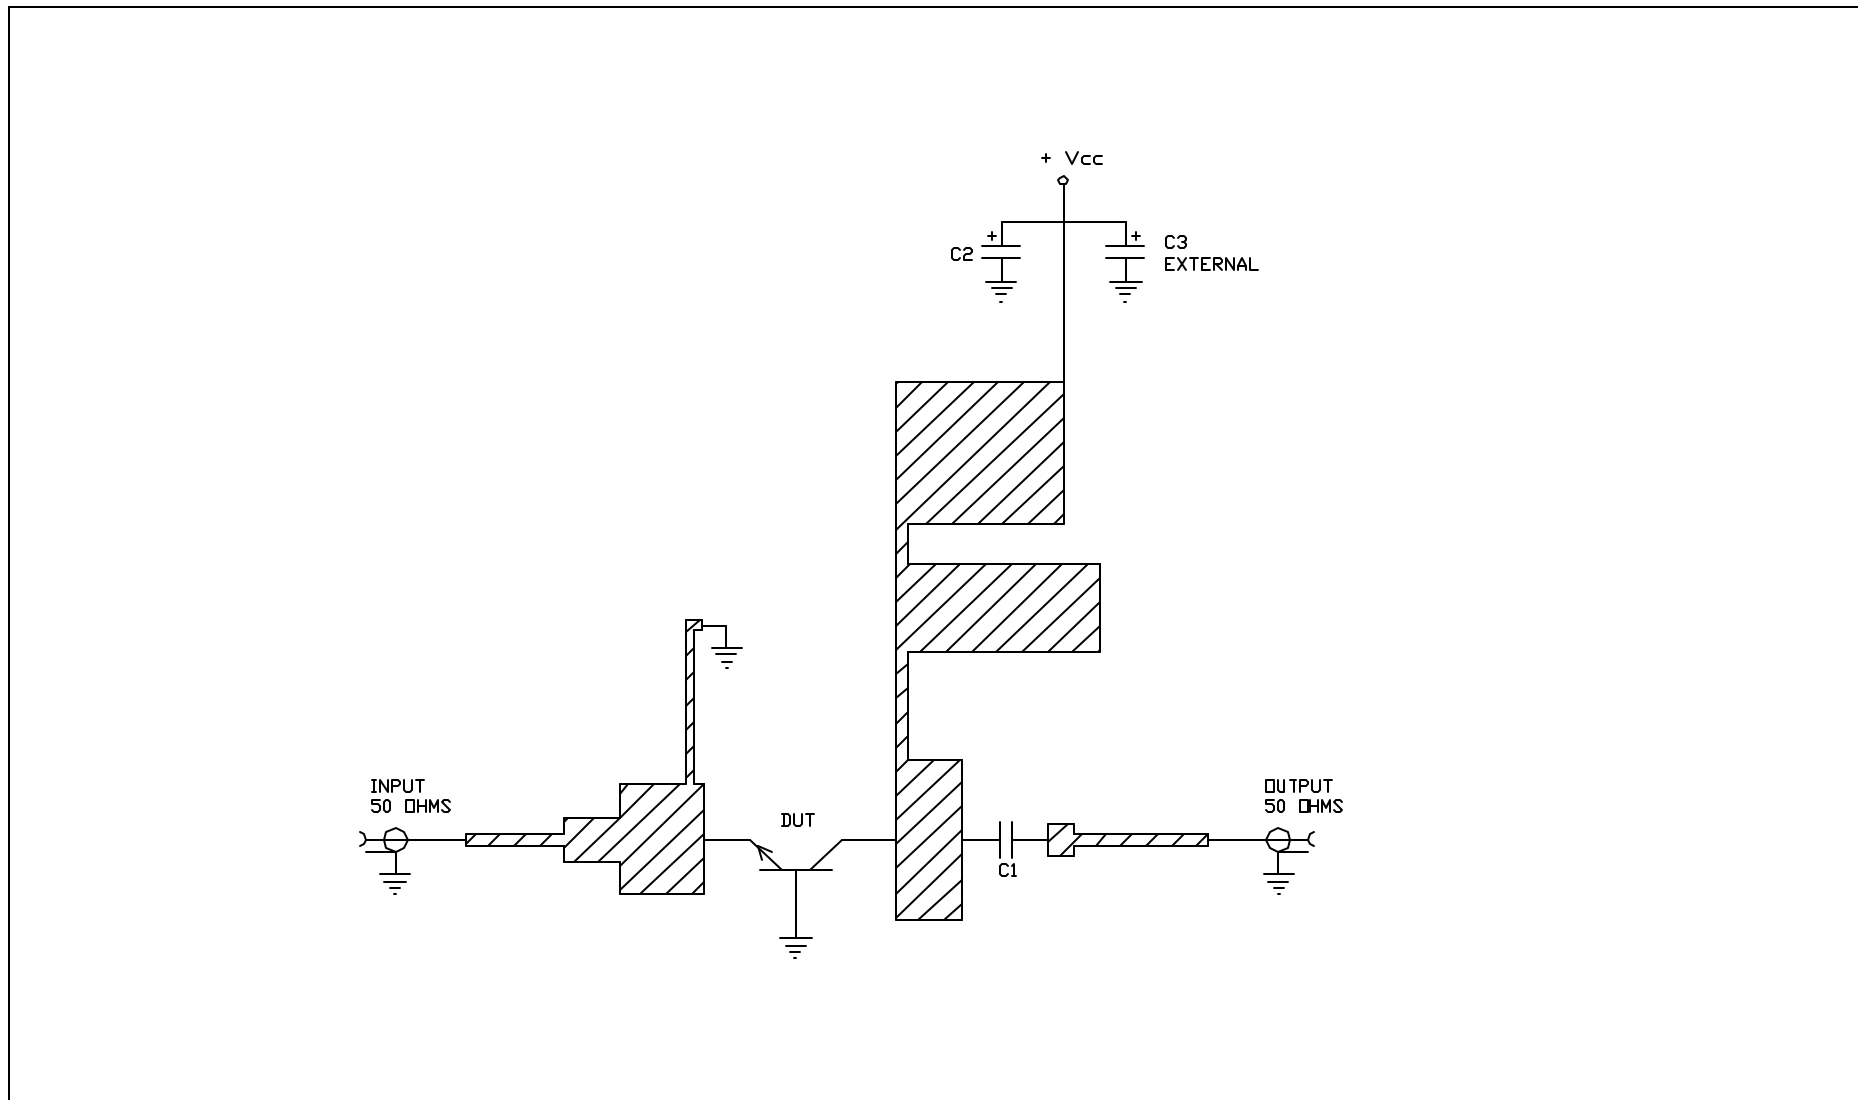 + Vcc
+
+
C2
C3
EXTERNAL
INPUT
50 OHMS
DUT
C1
OUTPUT
50 OHMS